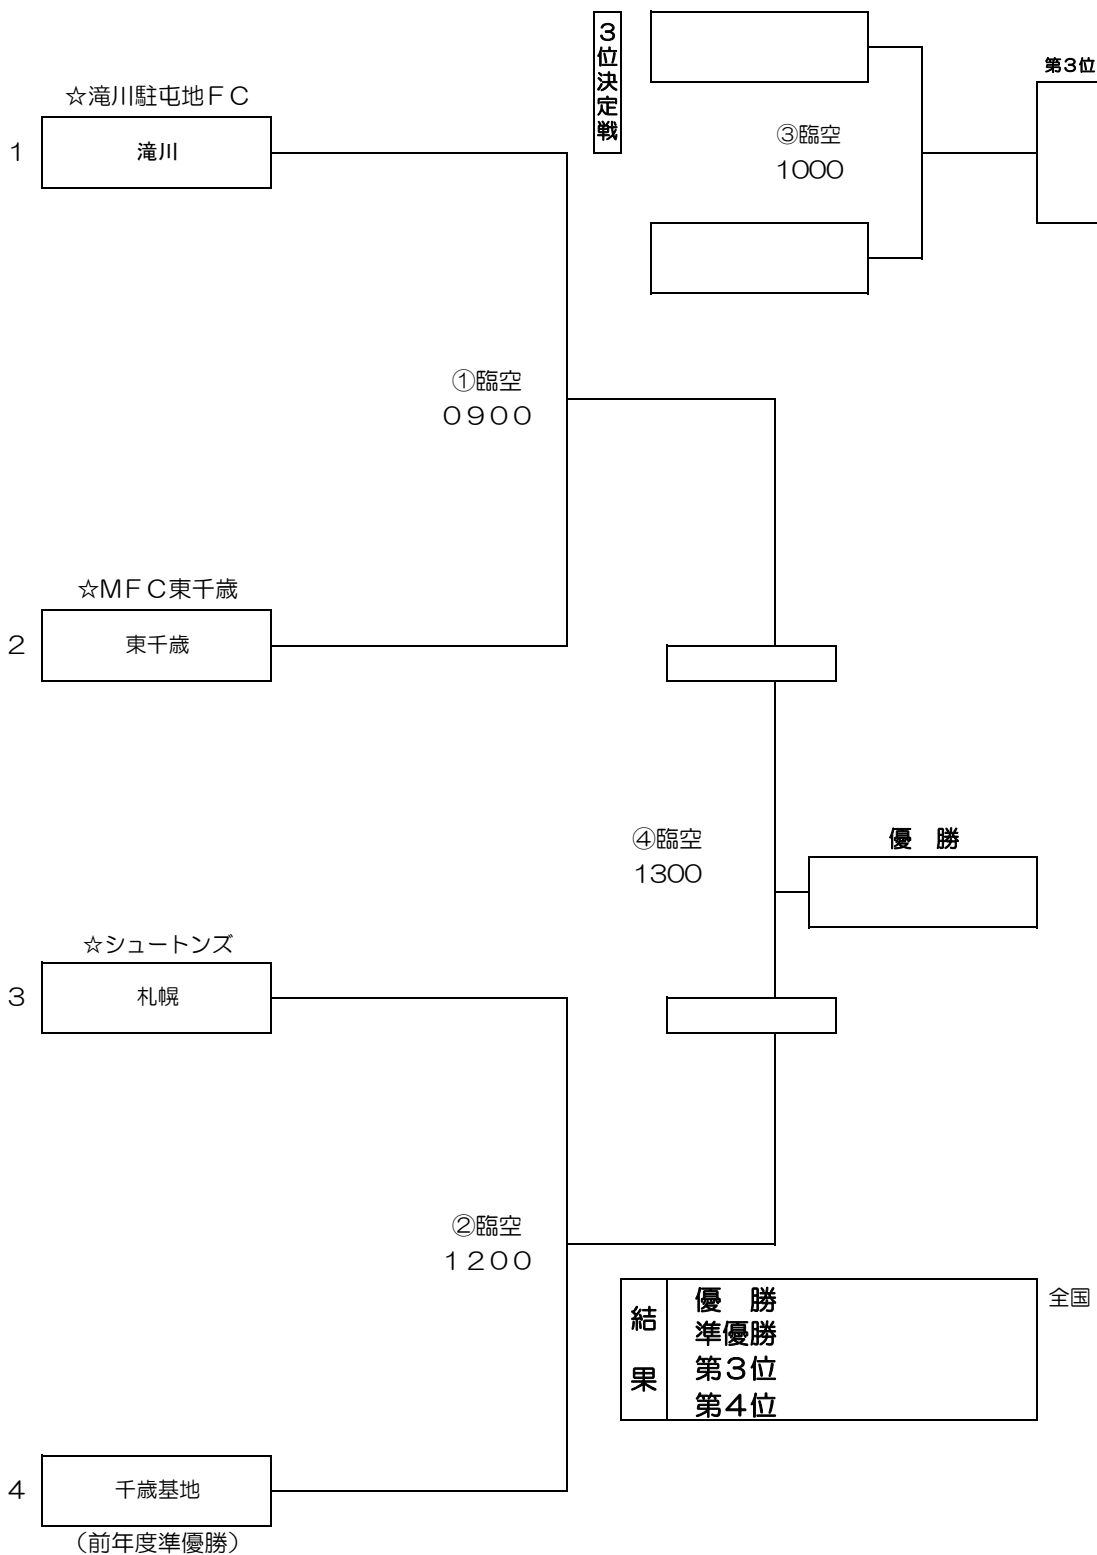 3位決定戦
第3位
☆滝川駐屯地ＦＣ
1
滝川
③臨空
1000
①臨空
０９００
☆ＭＦＣ東千歳
2
東千歳
④臨空
1300
優　勝
☆シュートンズ
3
札幌
②臨空
１２００
結果
優　勝
準優勝
第３位
第４位
全国
4
千歳基地
（前年度準優勝）